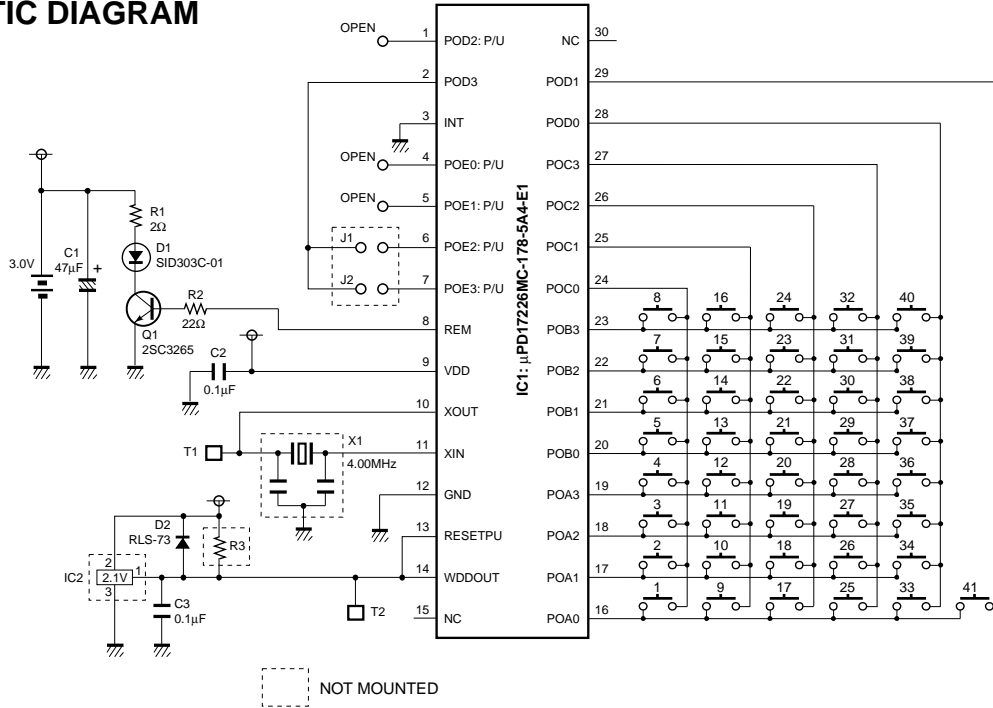 TIC DIAGRAM
OPEN
1
POD2: P/U
NC
30
2
POD3
POD1
29
3
INT
POD0
28
OPEN
4
POE0: P/U
POC3
27
OPEN
5
POE1: P/U
POC2
26
J1
6
POE2: P/U
POC1
25
J2
7
POE3: P/U
POC0
24
8
REM
POB3
23
9
VDD
POB2
22
10
XOUT
POB1
21
11
XIN
POB0
20
12
GND
POA3
19
13
RESETPU
POA2
18
14
WDDOUT
POA1
17
15
NC
POA0
16
IC1: µPD17226MC-178-5A4-E1
3.0V
C1
47µF
+
R1
2Ω
D1
SID303C-01
R2
22Ω
Q1
2SC3265
C2
0.1µF
T1
X1
4.00MHz
D2
RLS-73
R3
IC2
2
2.1V
1
3
C3
0.1µF
T2
8 16 24 32 40
7 15 23 31 39
6 14 22 30 38
5 13 21 29 37
4 12 20 28 36
3 11 19 27 35
2 10 18 26 34
1 9 17 25 33 41
NOT MOUNTED